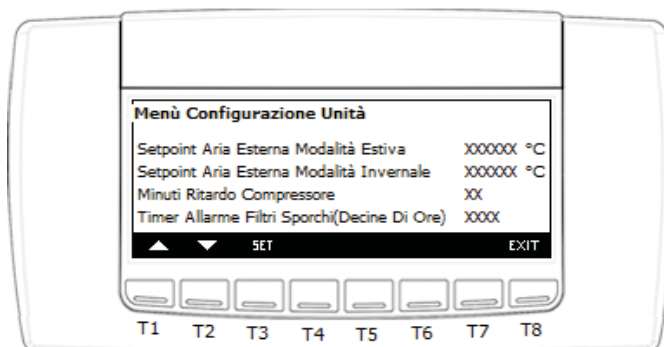 Menù Configurazione Unità
Setpoint Aria Esterna Modalità Estiva XXXXXX °C
Setpoint Aria Esterna Modalità Invernale XXXXXX °C
Minuti Ritardo Compressore XX
Timer Allarme Filtri Sporchi(Decine Di Ore) XXXX
SET EXIT
T1 T2 T3 T4 T5 T6 T7 T8